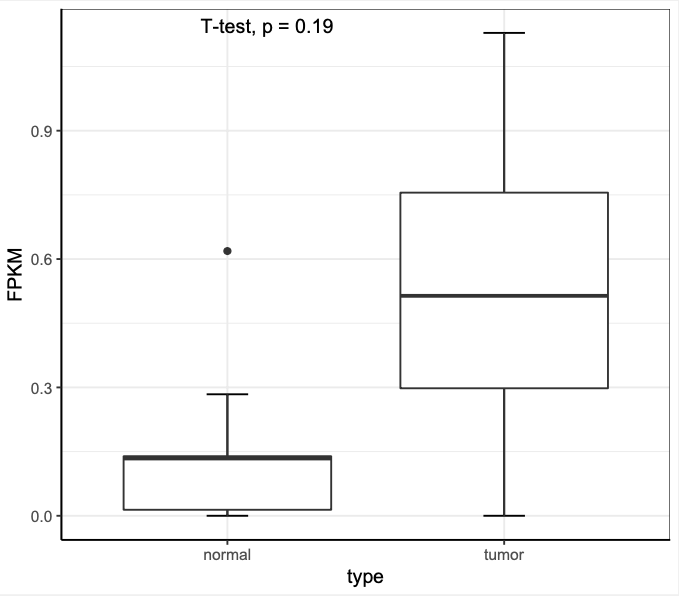 T-test, p = 0.19
FPKM
0.9
0.6
0.3
0.0
normal
tumor
type